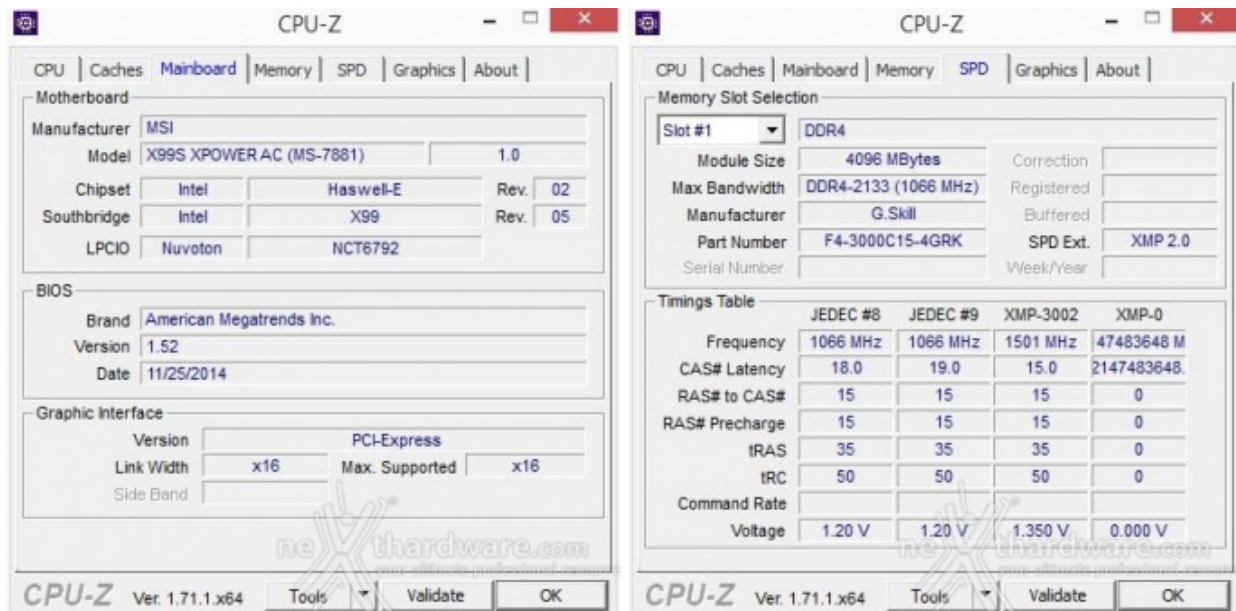 CPU-Z
CPU Caches Mainboard Memory SPD Graphics About
Motherboard
Manufacturer MSI
Model X99S XPOWER AC (MS-7881) 1.0
Chipset Intel Haswell-E Rev. 02
Southbridge Intel X99 Rev. 05
LPCIO Nuvoton NCT6792
BIOS
Brand American Megatrends Inc.
Version 1.52
Date 11/25/2014
Graphic Interface
Version PCI-Express
Link Width x16 Max. Supported x16
Side Band
CPU-Z Ver. 1.71.1.x64 Tools Validate OK
CPU-Z
CPU Caches Mainboard Memory SPD Graphics About
Memory Slot Selection
Slot #1 DDR4
Module Size 4096 MBytes Correction
Max Bandwidth DDR4-2133 (1066 MHz) Registered
Manufacturer G.Skill Buffered
Part Number F4-3000C15-4GRK SPD Ext. XMP 2.0
Serial Number Week/Year
Timings Table
JEDEC #8 JEDEC #9 XMP-3002 XMP-0
Frequency 1066 MHz 1066 MHz 1501 MHz 47483648 M
CAS# Latency 18.0 19.0 15.0 2147483648.
RAS# to CAS# 15 15 15 0
RAS# Precharge 15 15 15 0
tRAS 35 35 35 0
tRC 50 50 50 0
Command Rate
Voltage 1.20 V 1.20 V 1.350 V 0.000 V
CPU-Z Ver. 1.71.1.x64 Tools Validate OK